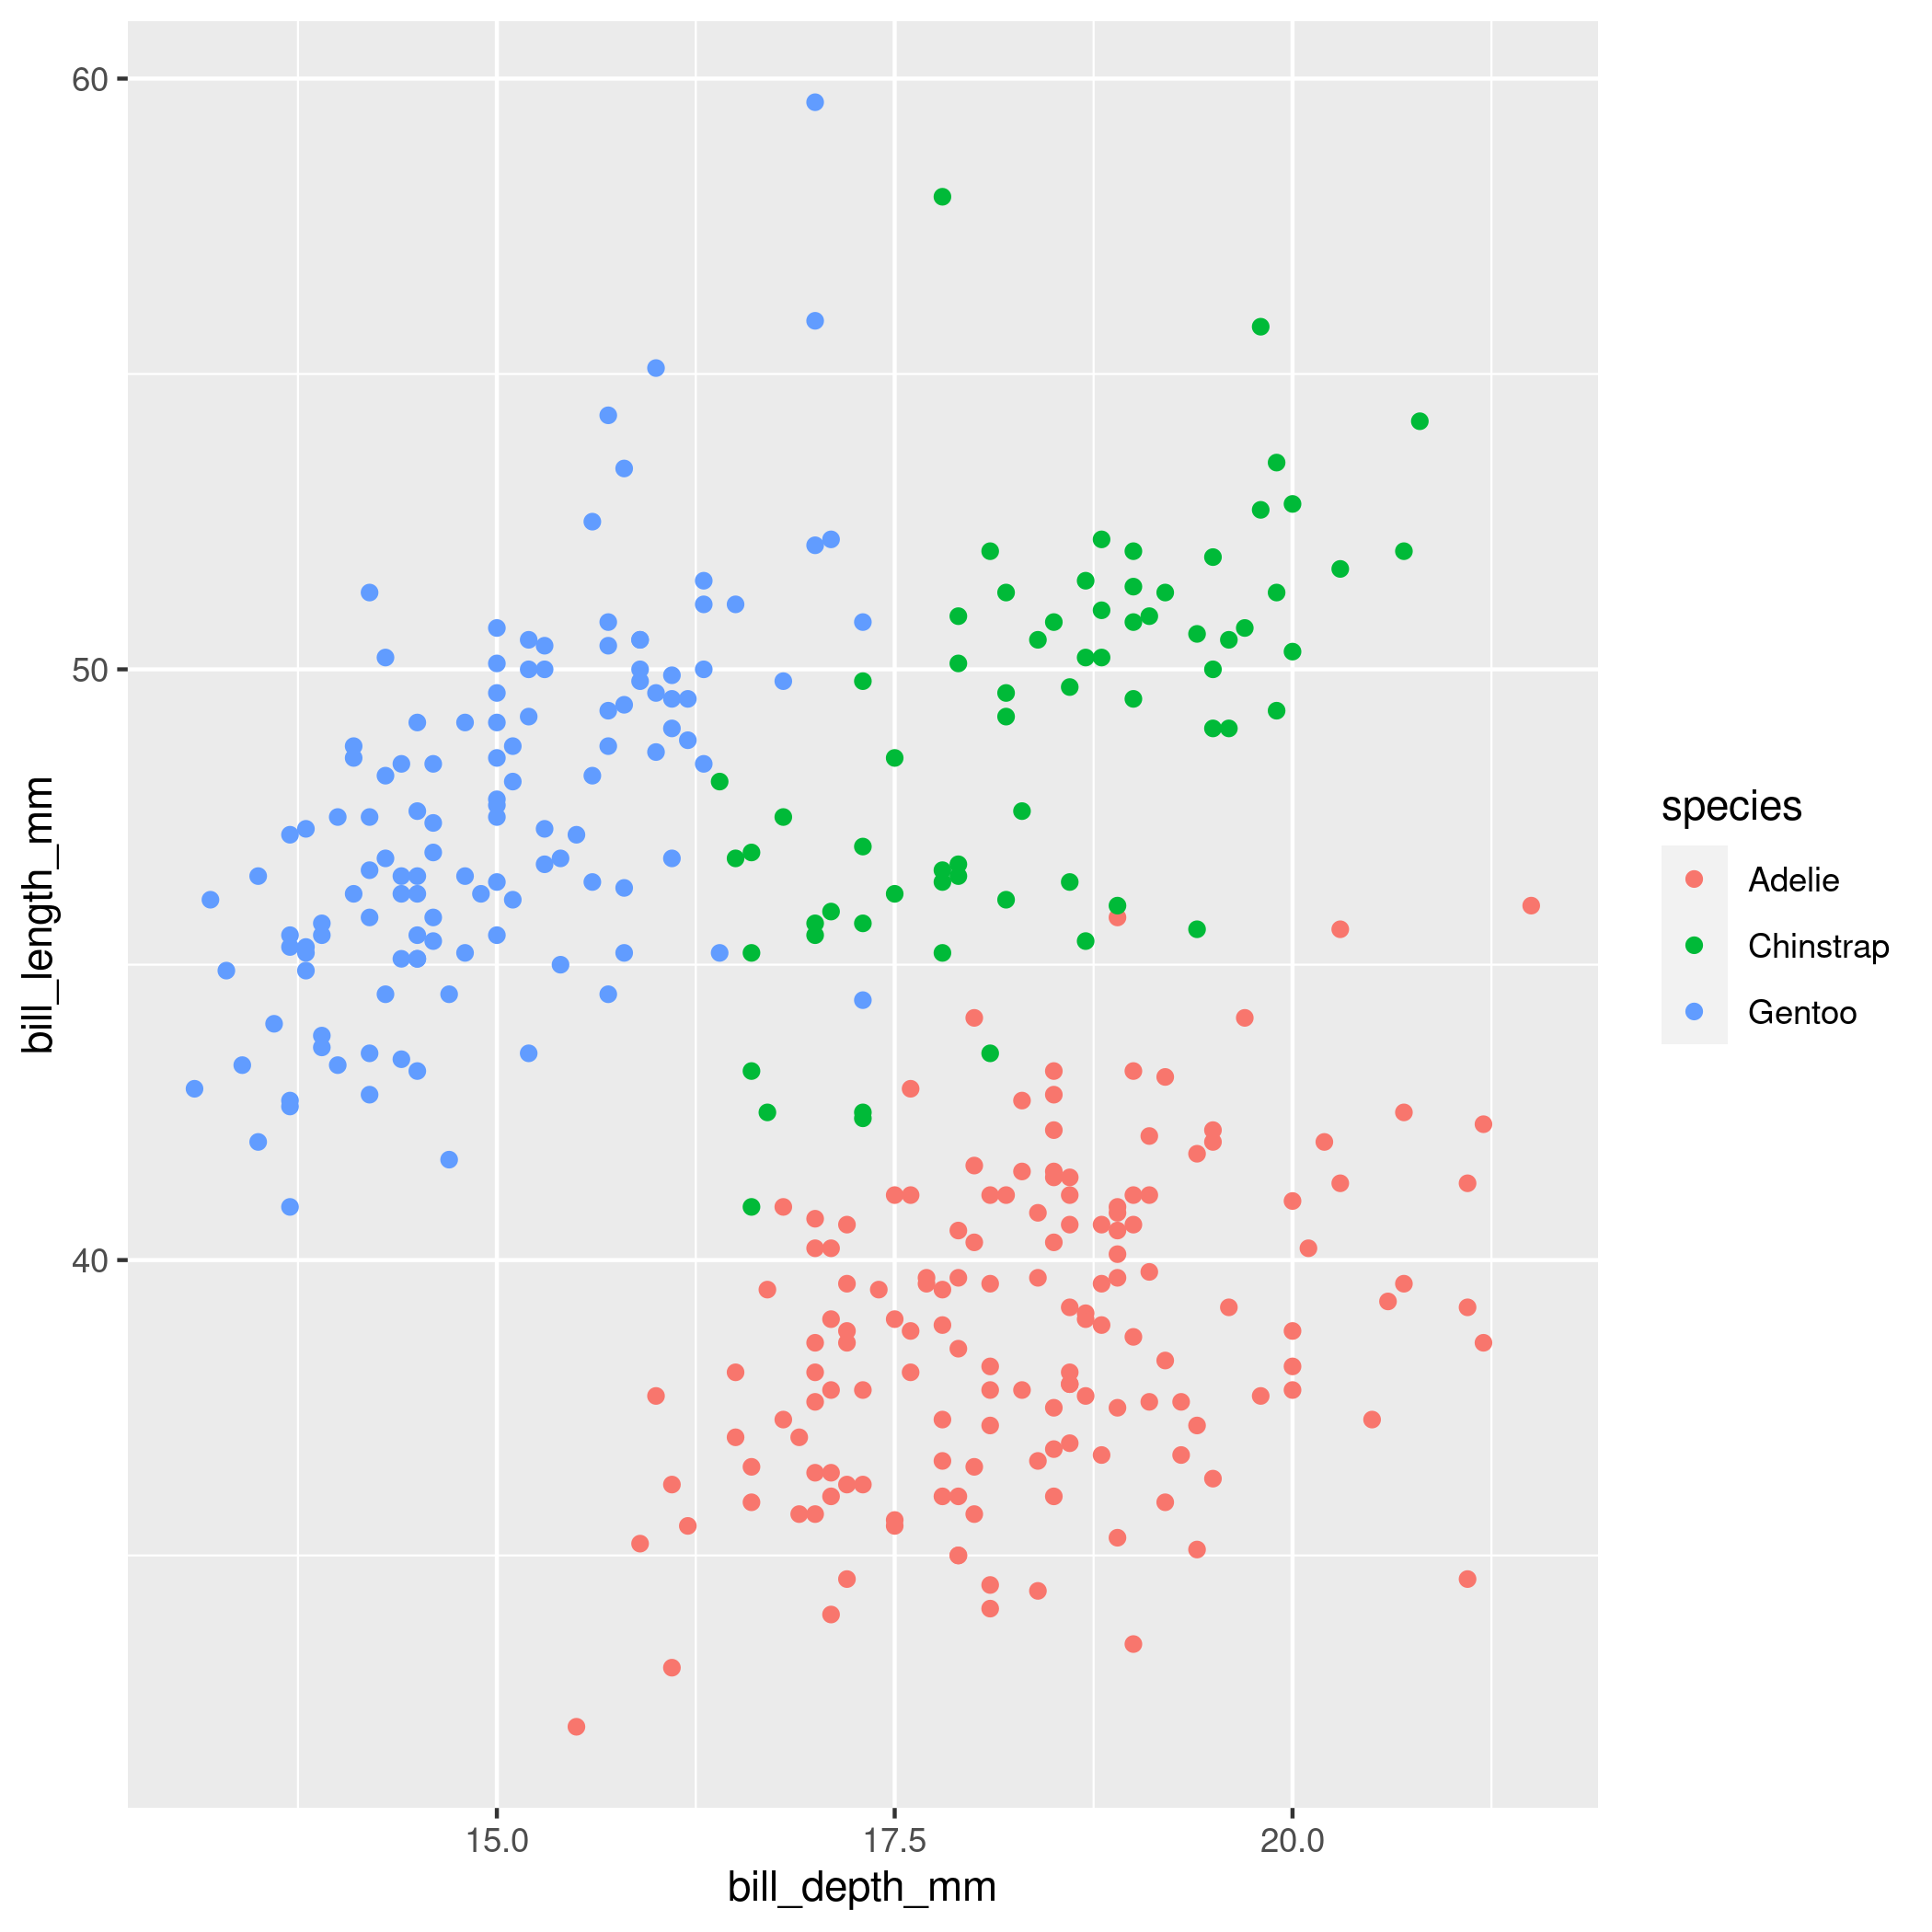 60
50
40
bill_length_mm
15.0 17.5 20.0
bill_depth_mm
species
Adelie
Chinstrap
Gentoo